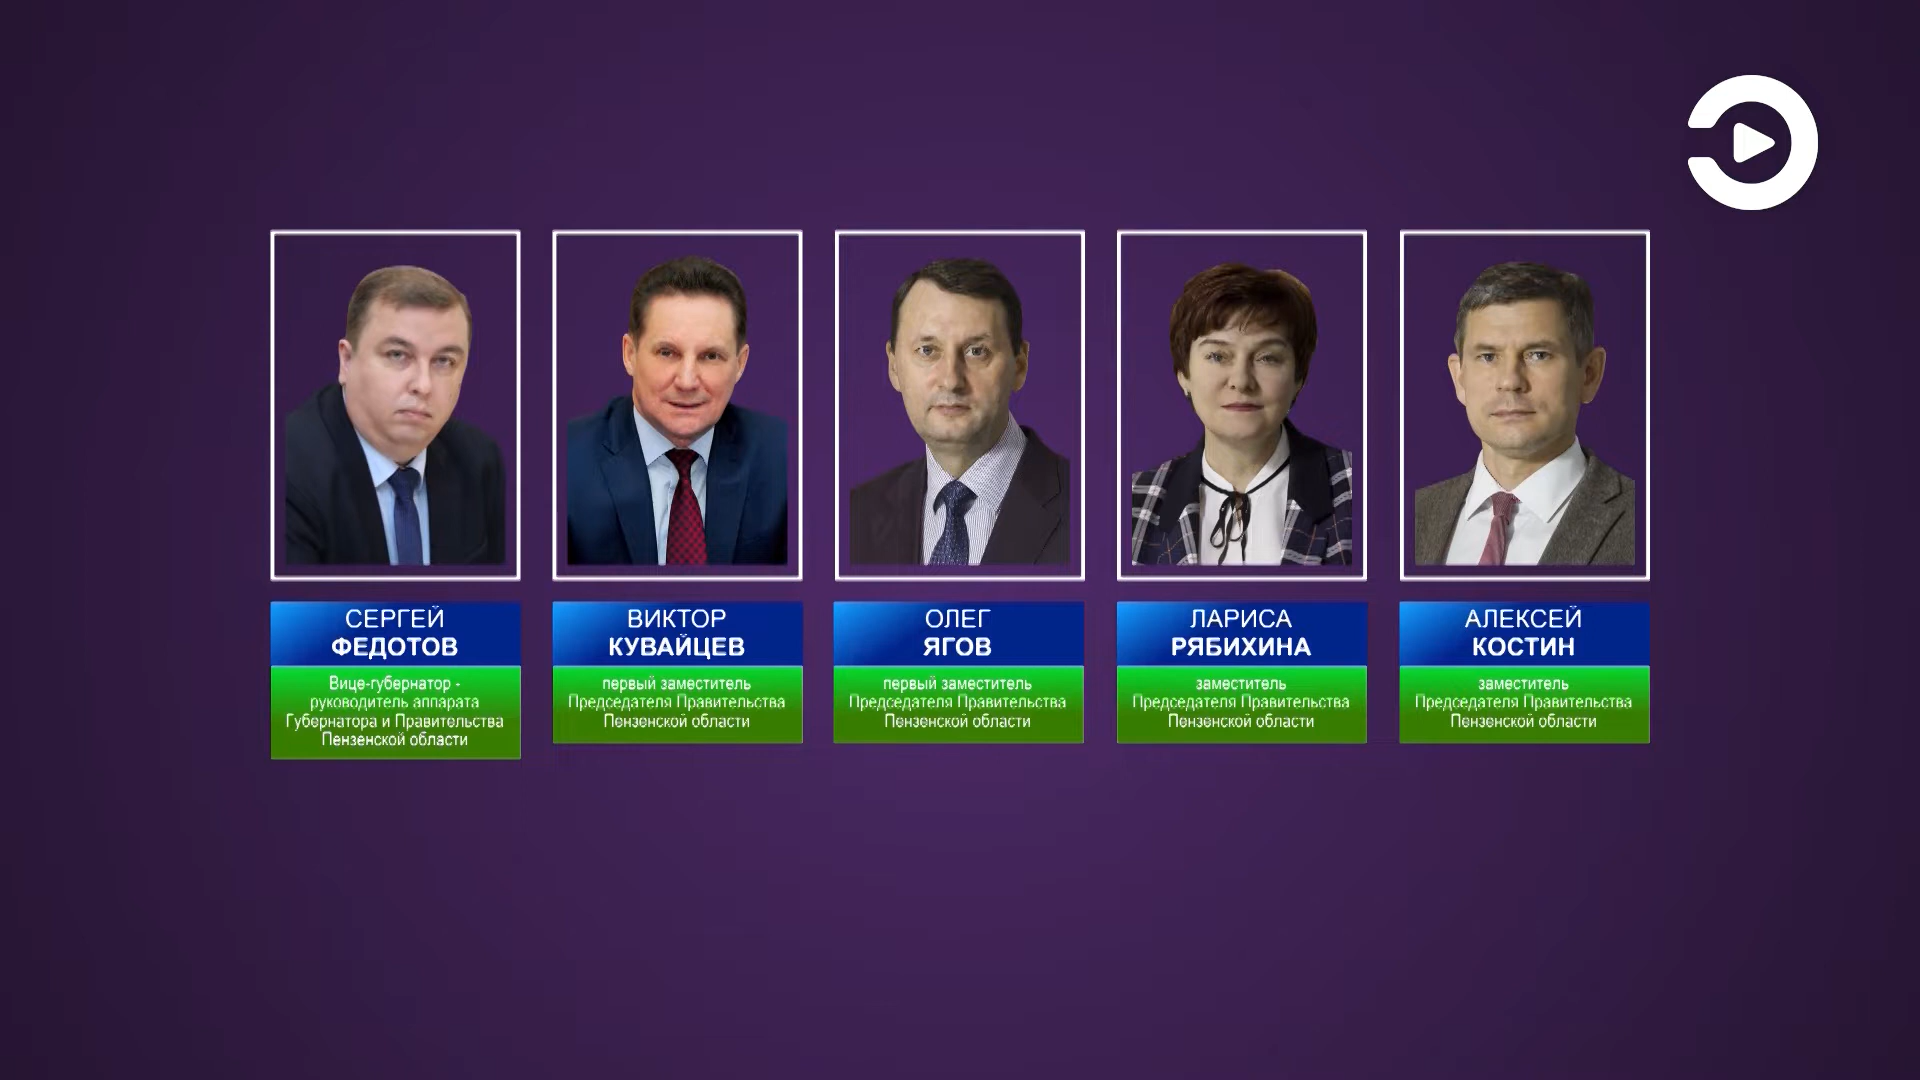 СЕРГЕЙ
ФЕДОТОВ
Вице-губернатор -
руководитель аппарата
Губернатора и Правительства
Пензенской области
ВИКТОР
КУВАЙЦЕВ
первый заместитель
Председателя Правительства
Пензенской области
ОЛЕГ
ЯГОВ
первый заместитель
Председателя Правительства
Пензенской области
ЛАРИСА
РЯБИХИНА
заместитель
Председателя Правительства
Пензенской области
АЛЕКСЕЙ
КОСТИН
заместитель
Председателя Правительства
Пензенской области